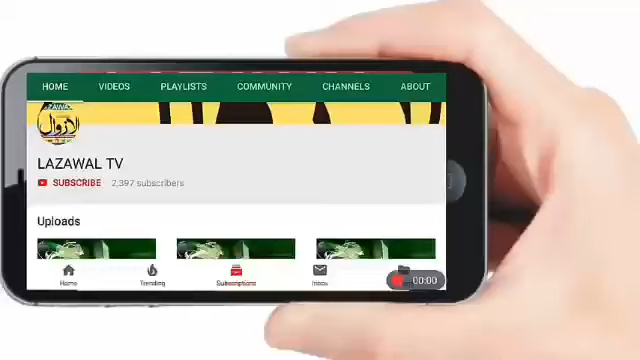 HOME VIDEOS PLAYLISTS COMMUNITY CHANNELS ABOUT
لازوال
LAZAWAL TV
SUBSCRIBE 2,397 subscribers
Uploads
Home Trending Subscriptions Inbox
00:00